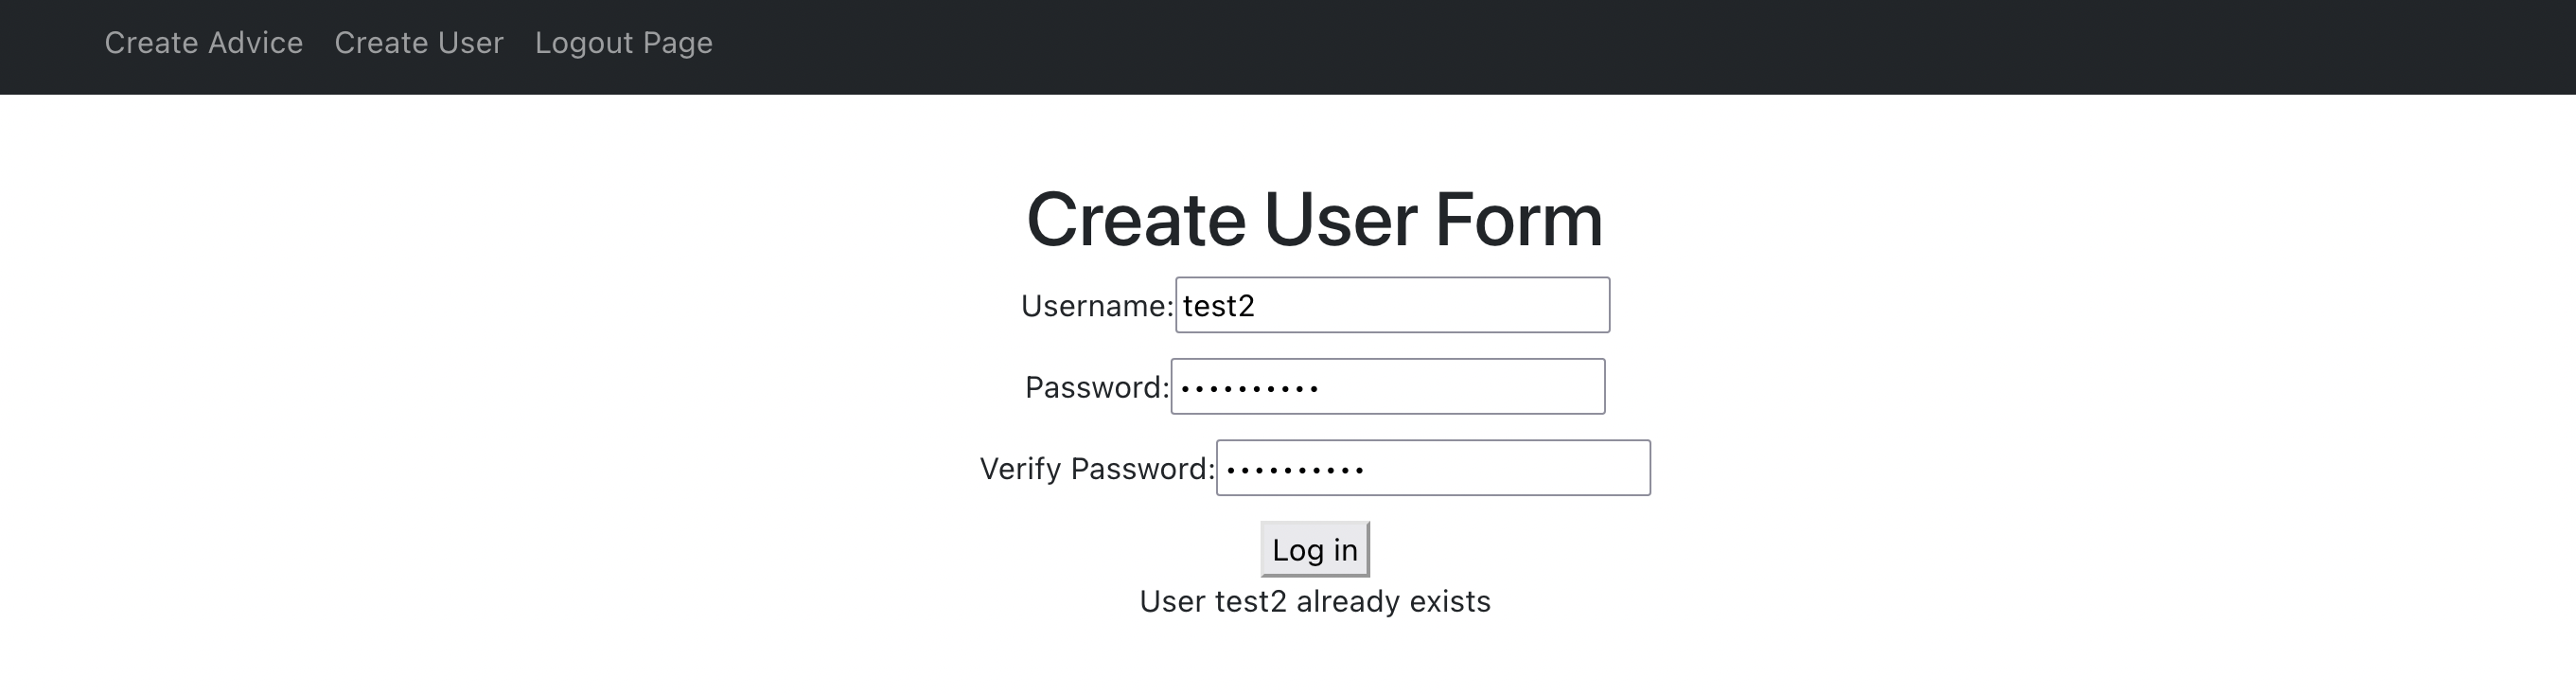 Create Advice Create User Logout Page
Create User Form
Username: test2
Password: ••••••••••
Verify Password: ••••••••••
Log in
User test2 already exists